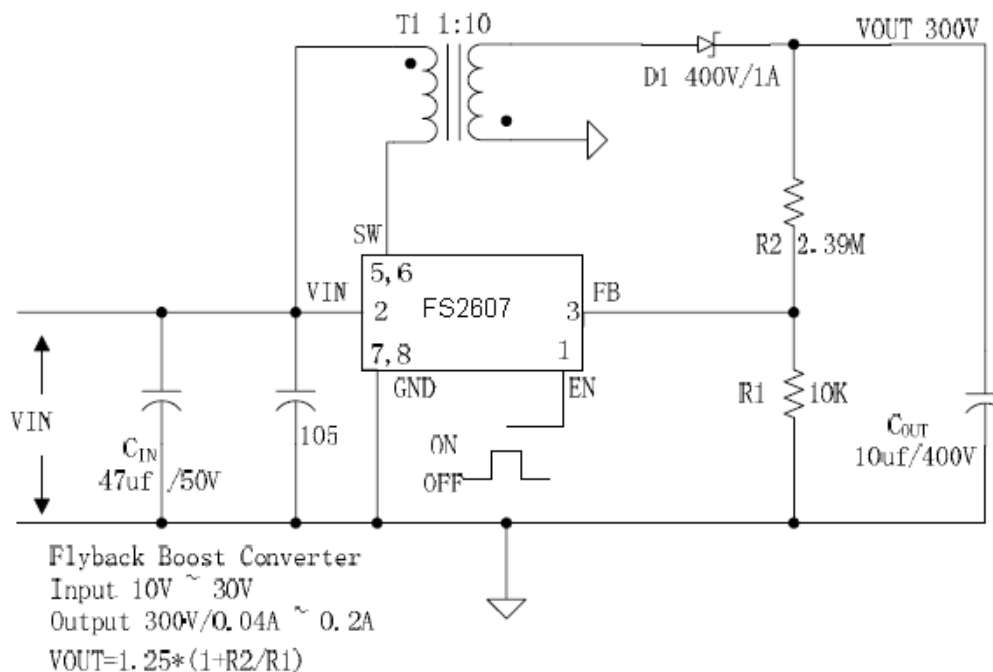 T1 1:10
VOUT 300V
D1 400V/1A
R2 2.39M
SW
5,6
VIN
2
FS2607
3
FB
7,8
1
GND
EN
R1
10K
VIN
105
CIN
47uf /50V
ON
OFF
COUT
10uf/400V
Flyback Boost Converter
Input 10V ~ 30V
Output 300V/0.04A ~ 0.2A
VOUT=1.25*(1+R2/R1)